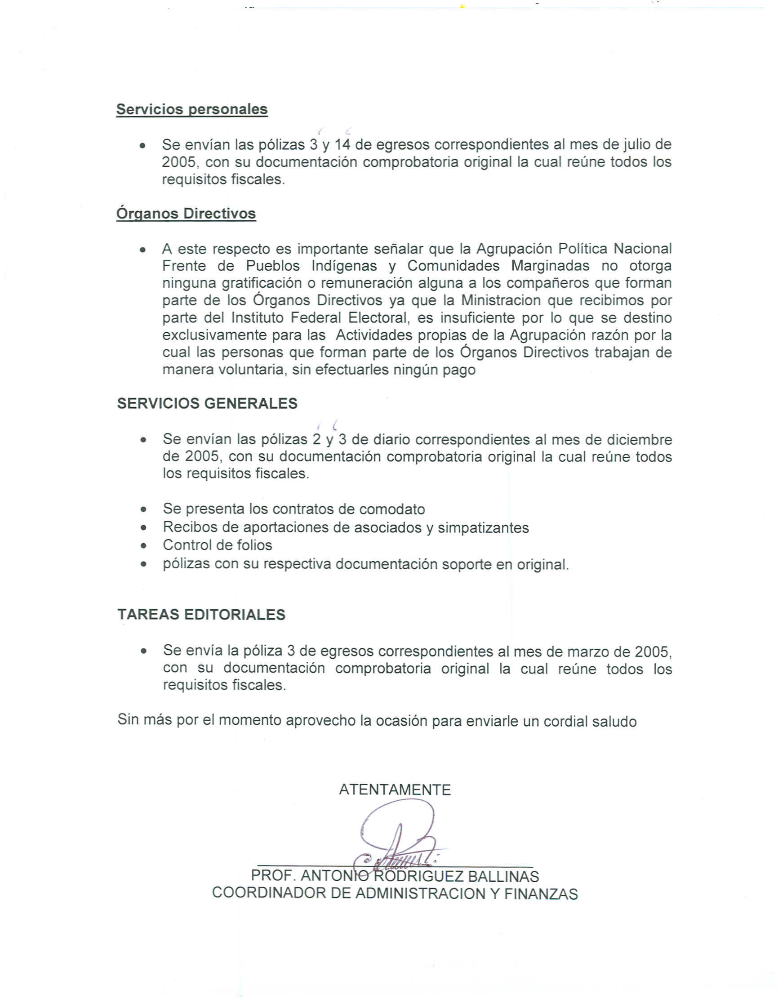 Servicios personales
• Se envían las pólizas 3 y 14 de egresos correspondientes al mes de julio de
2005, con su documentación comprobatoria original la cual reúne todos los
requisitos fiscales.
Órganos Directivos
• A este respecto es importante señalar que la Agrupación Política Nacional
Frente de Pueblos Indígenas y Comunidades Marginadas no otorga
ninguna gratificación o remuneración alguna a los compañeros que forman
parte de los Órganos Directivos ya que la Ministracion que recibimos por
parte del Instituto Federal Electoral, es insuficiente por lo que se destino
exclusivamente para las Actividades propias de la Agrupación razón por la
cual las personas que forman parte de los Órganos Directivos trabajan de
manera voluntaria, sin efectuarles ningún pago
SERVICIOS GENERALES
• Se envían las pólizas 2 y 3 de diario correspondientes al mes de diciembre
de 2005, con su documentación comprobatoria original la cual reúne todos
los requisitos fiscales.
• Se presenta los contratos de comodato
• Recibos de aportaciones de asociados y simpatizantes
• Control de folios
• pólizas con su respectiva documentación soporte en original.
TAREAS EDITORIALES
• Se envía la póliza 3 de egresos correspondientes al mes de marzo de 2005,
con su documentación comprobatoria original la cual reúne todos los
requisitos fiscales.
Sin más por el momento aprovecho la ocasión para enviarle un cordial saludo
ATENTAMENTE
PROF. ANTONIO RODRIGUEZ BALLINAS
COORDINADOR DE ADMINISTRACION Y FINANZAS